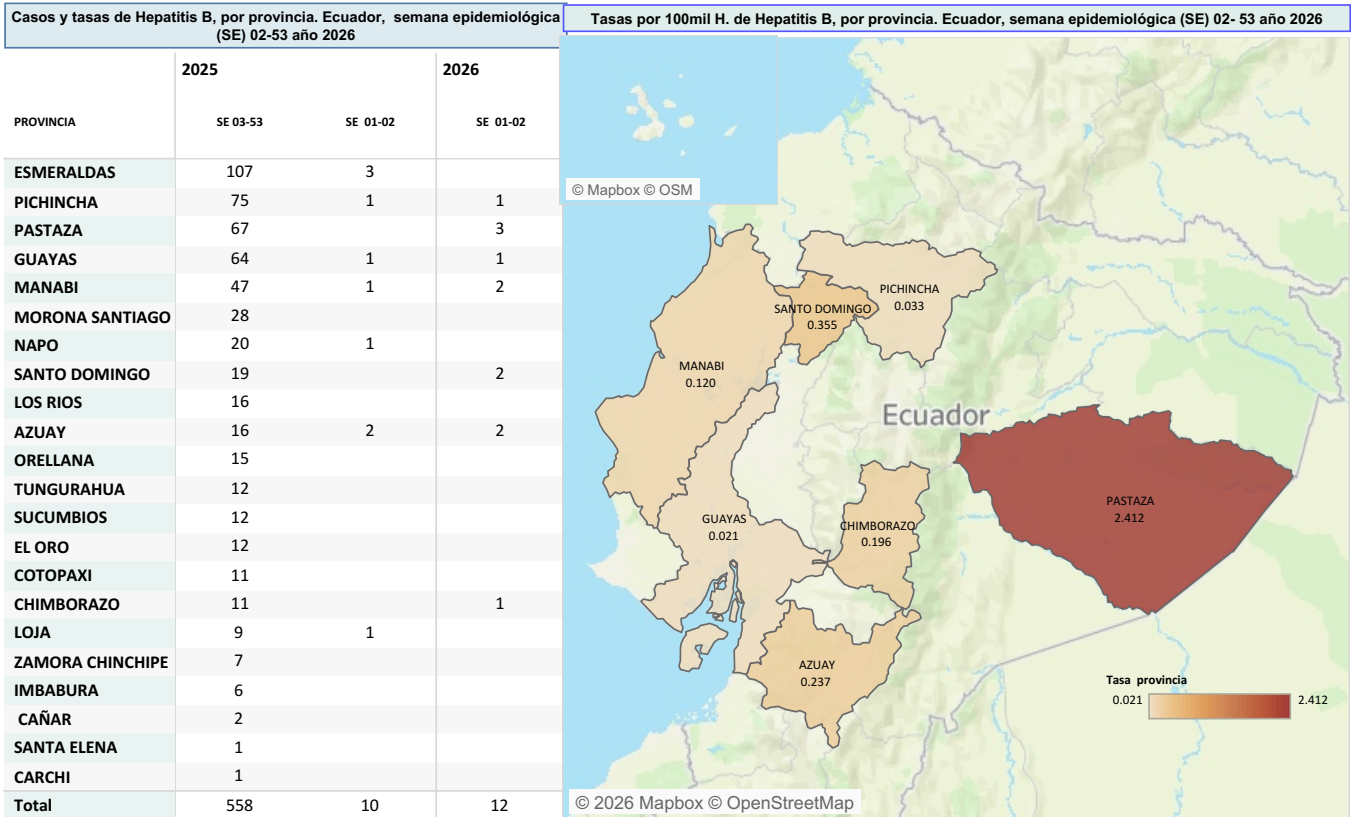 Casos y tasas de Hepatitis B, por provincia. Ecuador, semana epidemiológica
(SE) 02-53 año 2026
Tasas por 100mil H. de Hepatitis B, por provincia. Ecuador, semana epidemiológica (SE) 02- 53 año 2026
2025 2026
PROVINCIA SE 03-53 SE 01-02 SE 01-02
ESMERALDAS 107 3
PICHINCHA 75 1 1
PASTAZA 67 3
GUAYAS 64 1 1
MANABI 47 1 2
MORONA SANTIAGO 28
NAPO 20 1
SANTO DOMINGO 19 2
LOS RIOS 16
AZUAY 16 2 2
ORELLANA 15
TUNGURAHUA 12
SUCUMBIOS 12
EL ORO 12
COTOPAXI 11
CHIMBORAZO 11 1
LOJA 9 1
ZAMORA CHINCHIPE 7
IMBABURA 6
CAÑAR 2
SANTA ELENA 1
CARCHI 1
Total 558 10 12
© Mapbox © OSM
PICHINCHA
0.033
SANTO DOMINGO
0.355
MANABI
0.120
Ecuador
PASTAZA
2.412
GUAYAS
0.021
CHIMBORAZO
0.196
AZUAY
0.237
Tasa provincia
0.021 2.412
© 2026 Mapbox © OpenStreetMap